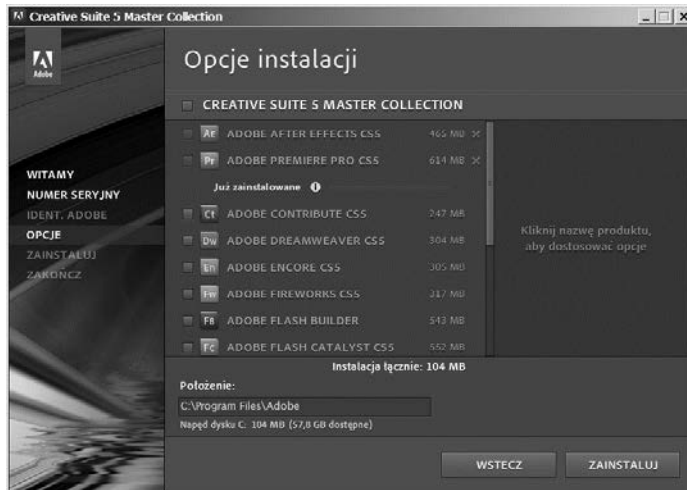 Creative Suite 5 Master Collection
Adobe
Opcje instalacji
CREATIVE SUITE 5 MASTER COLLECTION
Ae ADOBE AFTER EFFECTS CS5 465 MB
Pr ADOBE PREMIERE PRO CS5 614 MB
Już zainstalowane
Ct ADOBE CONTRIBUTE CS5 247 MB
Dw ADOBE DREAMWEAVER CS5 304 MB
En ADOBE ENCORE CS5 305 MB
Fw ADOBE FIREWORKS CS5 317 MB
FB ADOBE FLASH BUILDER 543 MB
Fc ADOBE FLASH CATALYST CS5 552 MB
WITAMY
NUMER SERYJNY
IDENT. ADOBE
OPCJE
ZAINSTALUJ
ZAKOŃCZ
Kliknij nazwę produktu,
aby dostosować opcje
Instalacja łącznie: 104 MB
Położenie:
C:\Program Files\Adobe
Napęd dysku C: 104 MB (57,8 GB dostępne)
WSTECZ
ZAINSTALUJ